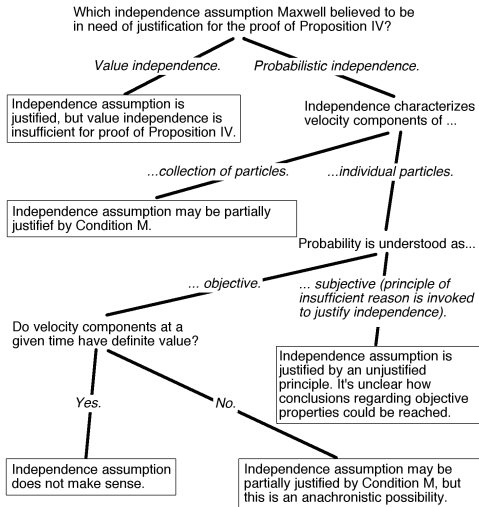 Which independence assumption Maxwell believed to be
in need of justification for the proof of Proposition IV?
Value independence.
Probabilistic independence.
Independence assumption is
justified, but value independence is
insufficient for proof of Proposition IV.
Independence characterizes
velocity components of ...
...collection of particles.
...individual particles.
Independence assumption may be partially
justifief by Condition M.
Probability is understood as...
... objective.
... subjective (principle of
insufficient reason is invoked
to justify independence).
Do velocity components at a
given time have definite value?
Independence assumption is
justified by an unjustified
principle. It's unclear how
conclusions regarding objective
properties could be reached.
Yes.
No.
Independence assumption
does not make sense.
Independence assumption may be
partially justified by Condition M, but
this is an anachronistic possibility.